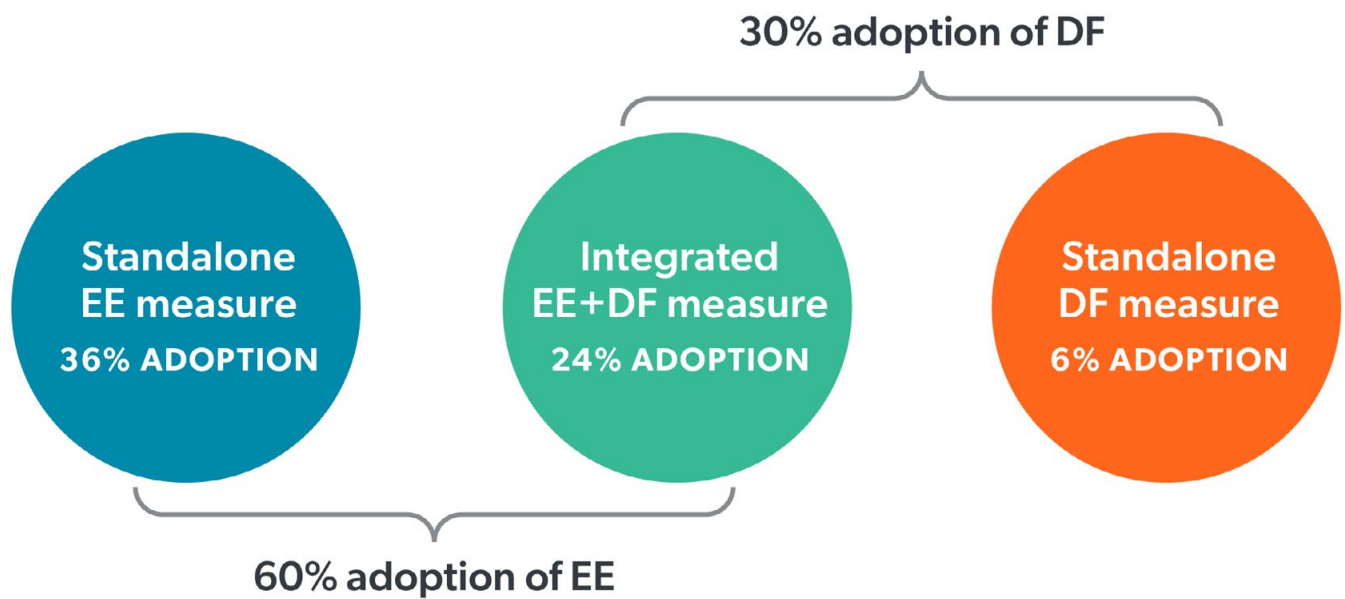 30% adoption of DF
Standalone
EE measure
36% ADOPTION
Integrated
EE+DF measure
24% ADOPTION
Standalone
DF measure
6% ADOPTION
60% adoption of EE